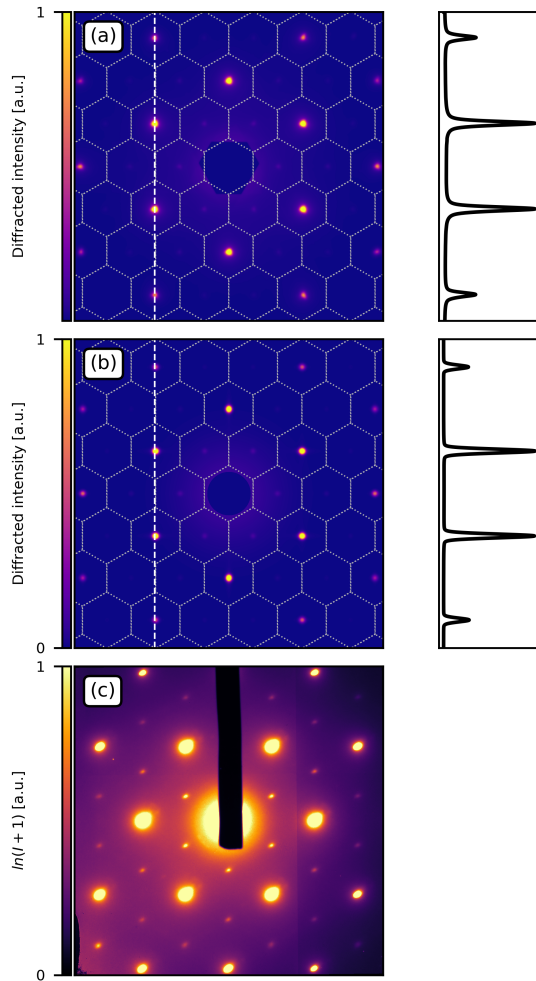 1
(a)
Diffracted intensity [a.u.]
1
(b)
Diffracted intensity [a.u.]
0
1
(c)
ln(I + 1) [a.u.]
0